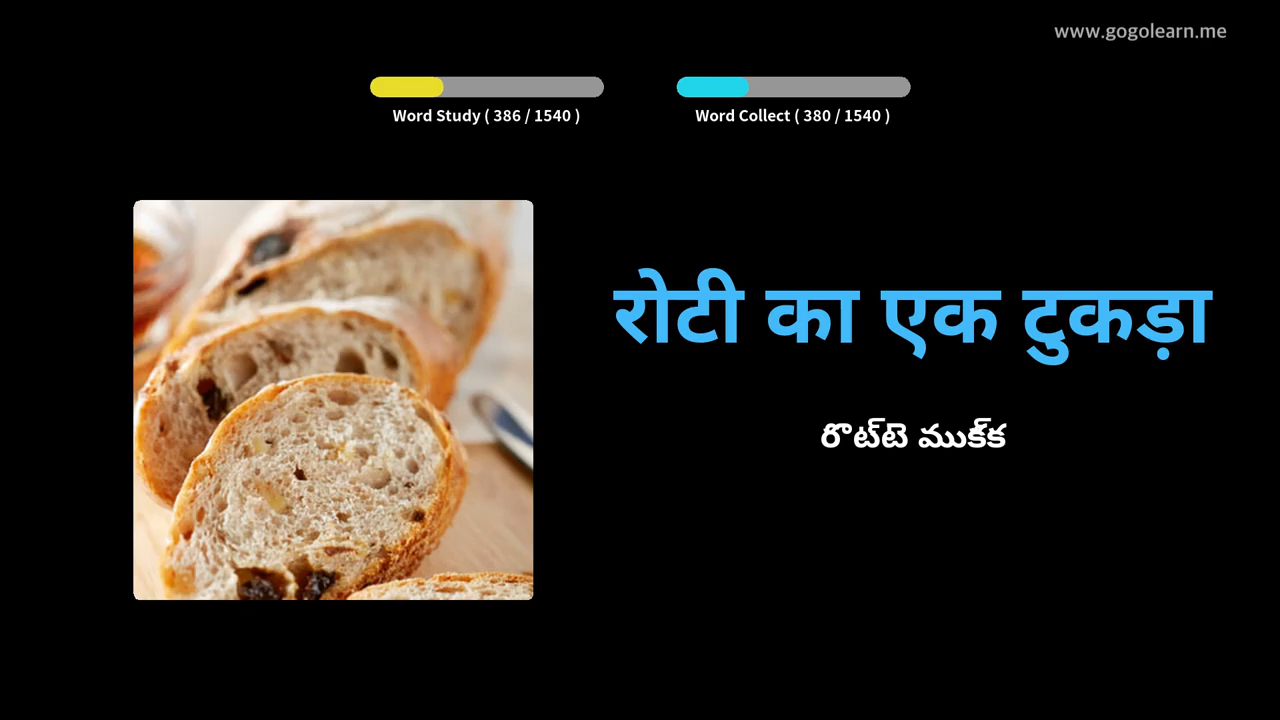 www.gogolearn.me
Word Study ( 386 / 1540 )
Word Collect ( 380 / 1540 )
रोटी का एक टुकड़ा
రొట్‌టె ముక్‌క